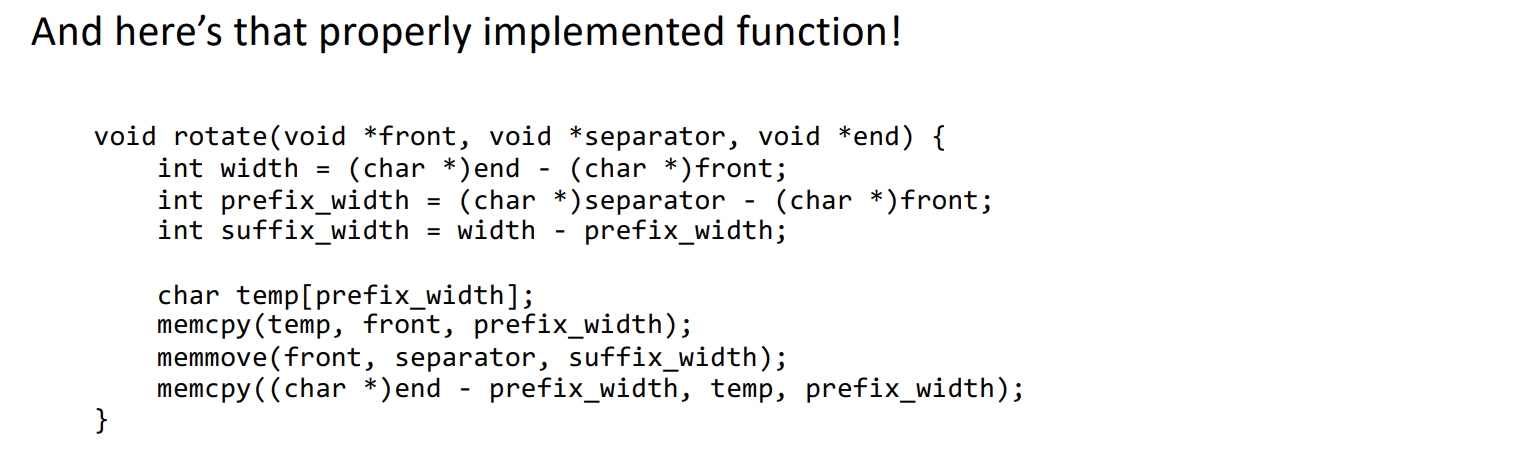 And here’s that properly implemented function!
void rotate(void *front, void *separator, void *end) {
    int width = (char *)end - (char *)front;
    int prefix_width = (char *)separator - (char *)front;
    int suffix_width = width - prefix_width;
    char temp[prefix_width];
    memcpy(temp, front, prefix_width);
    memmove(front, separator, suffix_width);
    memcpy((char *)end - prefix_width, temp, prefix_width);
}